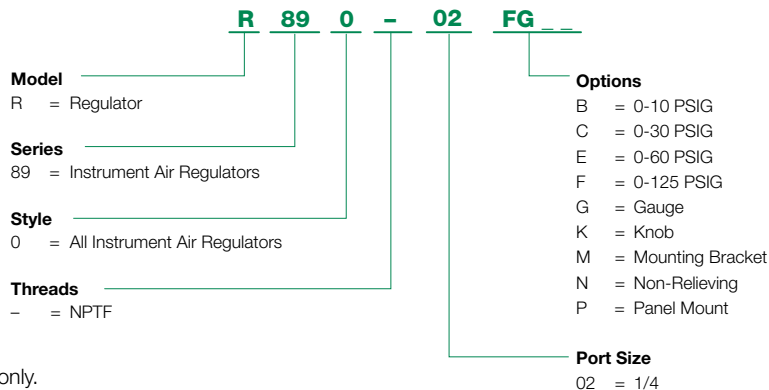 R 89 0 – 02 FG _ _
Model
R = Regulator
Series
89 = Instrument Air Regulators
Style
0 = All Instrument Air Regulators
Threads
– = NPTF
Options
B = 0-10 PSIG
C = 0-30 PSIG
E = 0-60 PSIG
F = 0-125 PSIG
G = Gauge
K = Knob
M = Mounting Bracket
N = Non-Relieving
P = Panel Mount
Port Size
02 = 1/4
only.